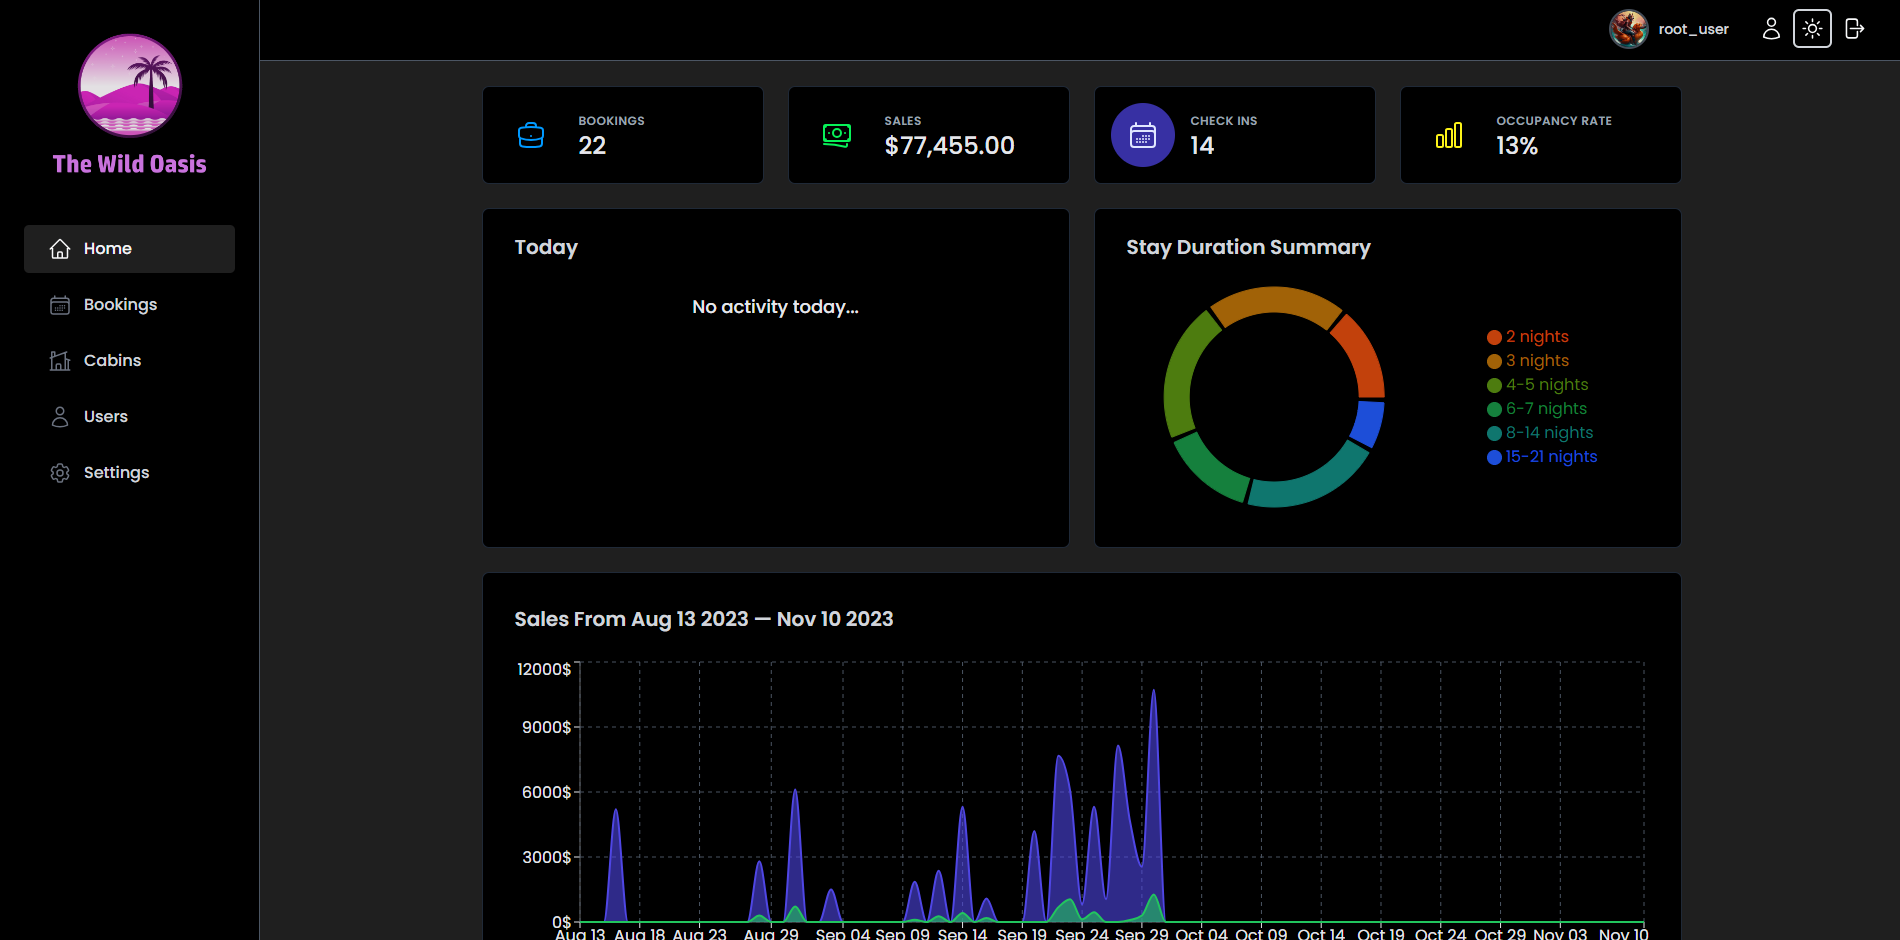 The Wild Oasis
Home
Bookings
Cabins
Users
Settings
root_user
BOOKINGS
22
SALES
$77,455.00
CHECK INS
14
OCCUPANCY RATE
13%
Today
No activity today...
Stay Duration Summary
2 nights
3 nights
4-5 nights
6-7 nights
8-14 nights
15-21 nights
Sales From Aug 13 2023 — Nov 10 2023
12000$
9000$
6000$
3000$
0$
Aug 13 Aug 18 Aug 23 Aug 29 Sep 04 Sep 09 Sep 14 Sep 19 Sep 24 Sep 29 Oct 04 Oct 09 Oct 14 Oct 19 Oct 24 Oct 29 Nov 03 Nov 10